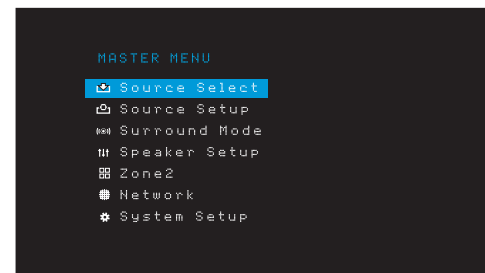 MASTER MENU
Source Select
Source Setup
Surround Mode
Speaker Setup
Zone2
Network
System Setup